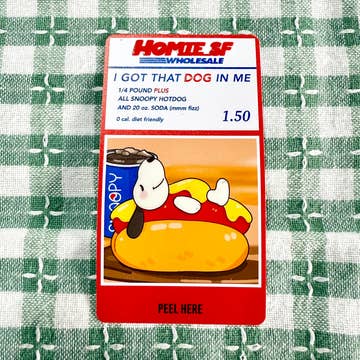 HOMIE SF
WHOLESALE
I GOT THAT DOG IN ME
1/4 POUND PLUS
ALL SNOOPY HOTDOG
AND 20 oz. SODA (mmm fizz)
0 cal. diet friendly
1.50
SNOOPY
PEEL HERE